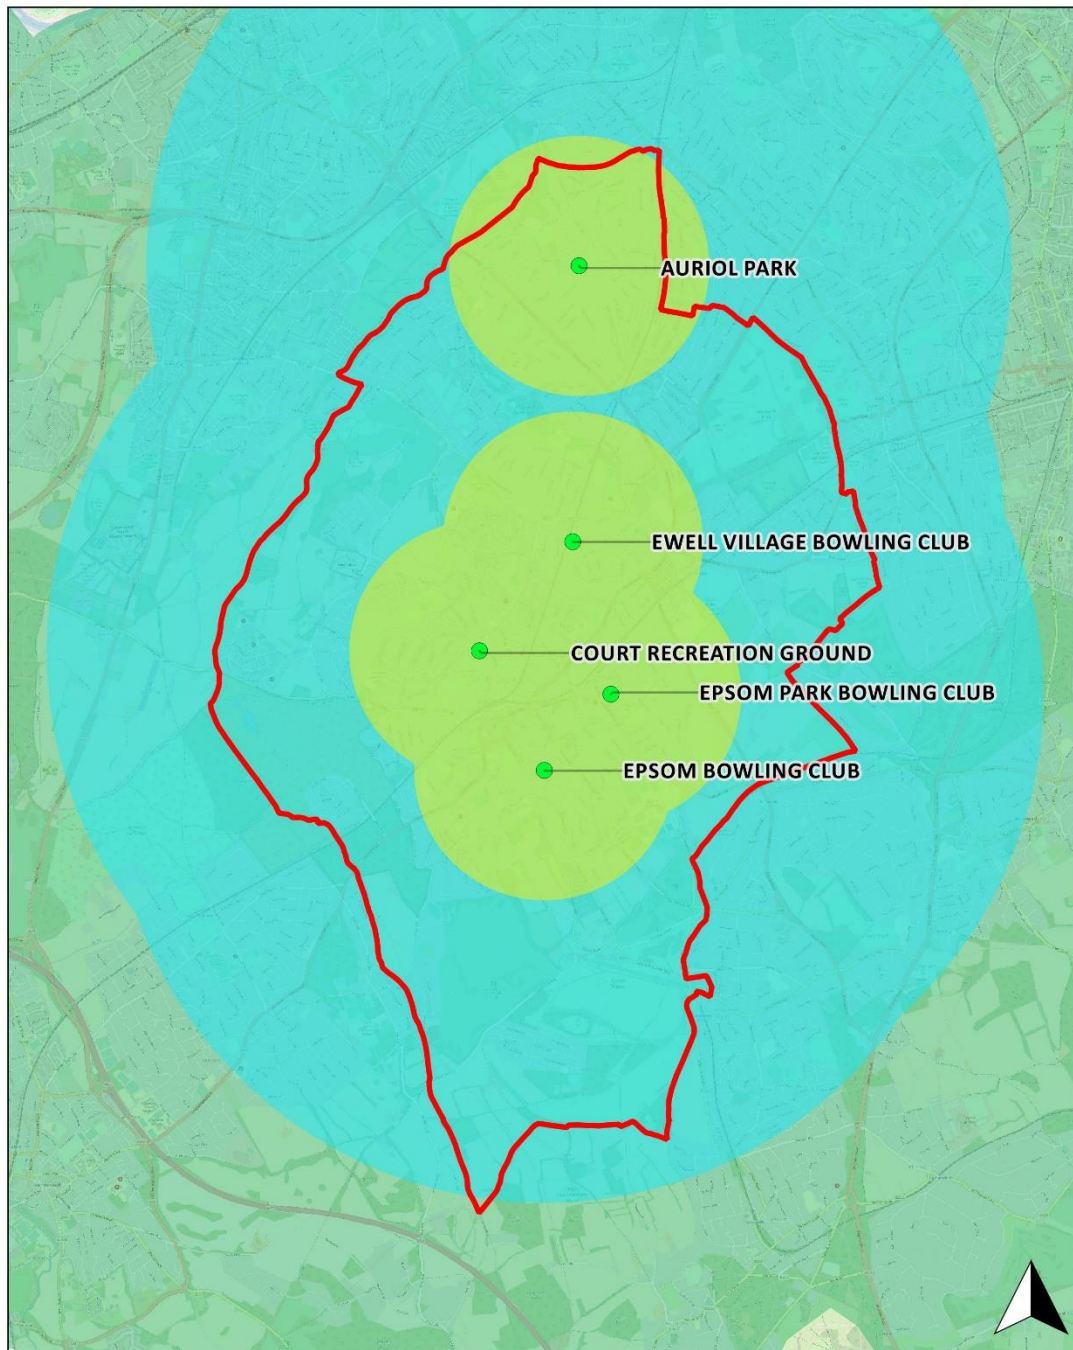 AURIOL PARK
EWELL VILLAGE BOWLING CLUB
COURT RECREATION GROUND
EPSOM PARK BOWLING CLUB
EPSOM BOWLING CLUB